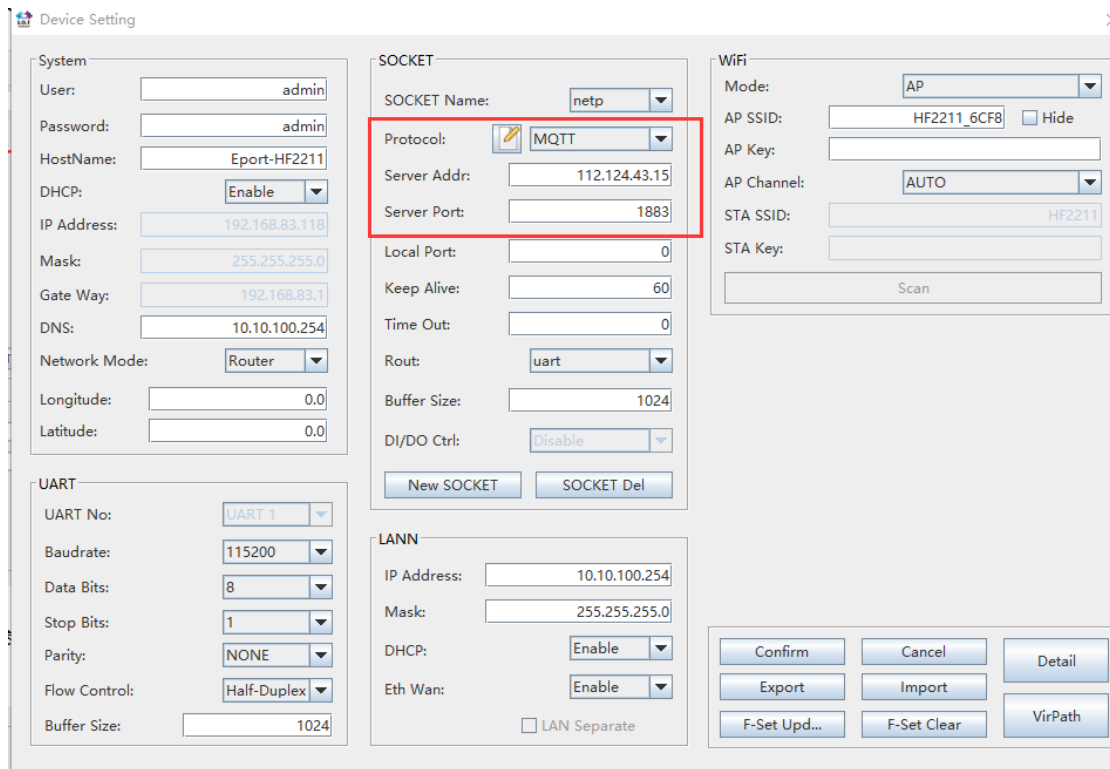 Device Setting
System
User: admin
Password: admin
HostName: Eport-HF2211
DHCP: Enable
IP Address: 192.168.83.118
Mask: 255.255.255.0
Gate Way: 192.168.83.1
DNS: 10.10.100.254
Network Mode: Router
Longitude: 0.0
Latitude: 0.0
UART
UART No: UART 1
Baudrate: 115200
Data Bits: 8
Stop Bits: 1
Parity: NONE
Flow Control: Half-Duplex
Buffer Size: 1024
SOCKET
SOCKET Name: netp
Protocol: MQTT
Server Addr: 112.124.43.15
Server Port: 1883
Local Port: 0
Keep Alive: 60
Time Out: 0
Rout: uart
Buffer Size: 1024
DI/DO Ctrl: Disable
New SOCKET SOCKET Del
LANN
IP Address: 10.10.100.254
Mask: 255.255.255.0
DHCP: Enable
Eth Wan: Enable
LAN Separate
WiFi
Mode: AP
AP SSID: HF2211_6CF8 Hide
AP Key:
AP Channel: AUTO
STA SSID: HF2211
STA Key:
Scan
Confirm Cancel Detail
Export Import
F-Set Upd... F-Set Clear VirPath